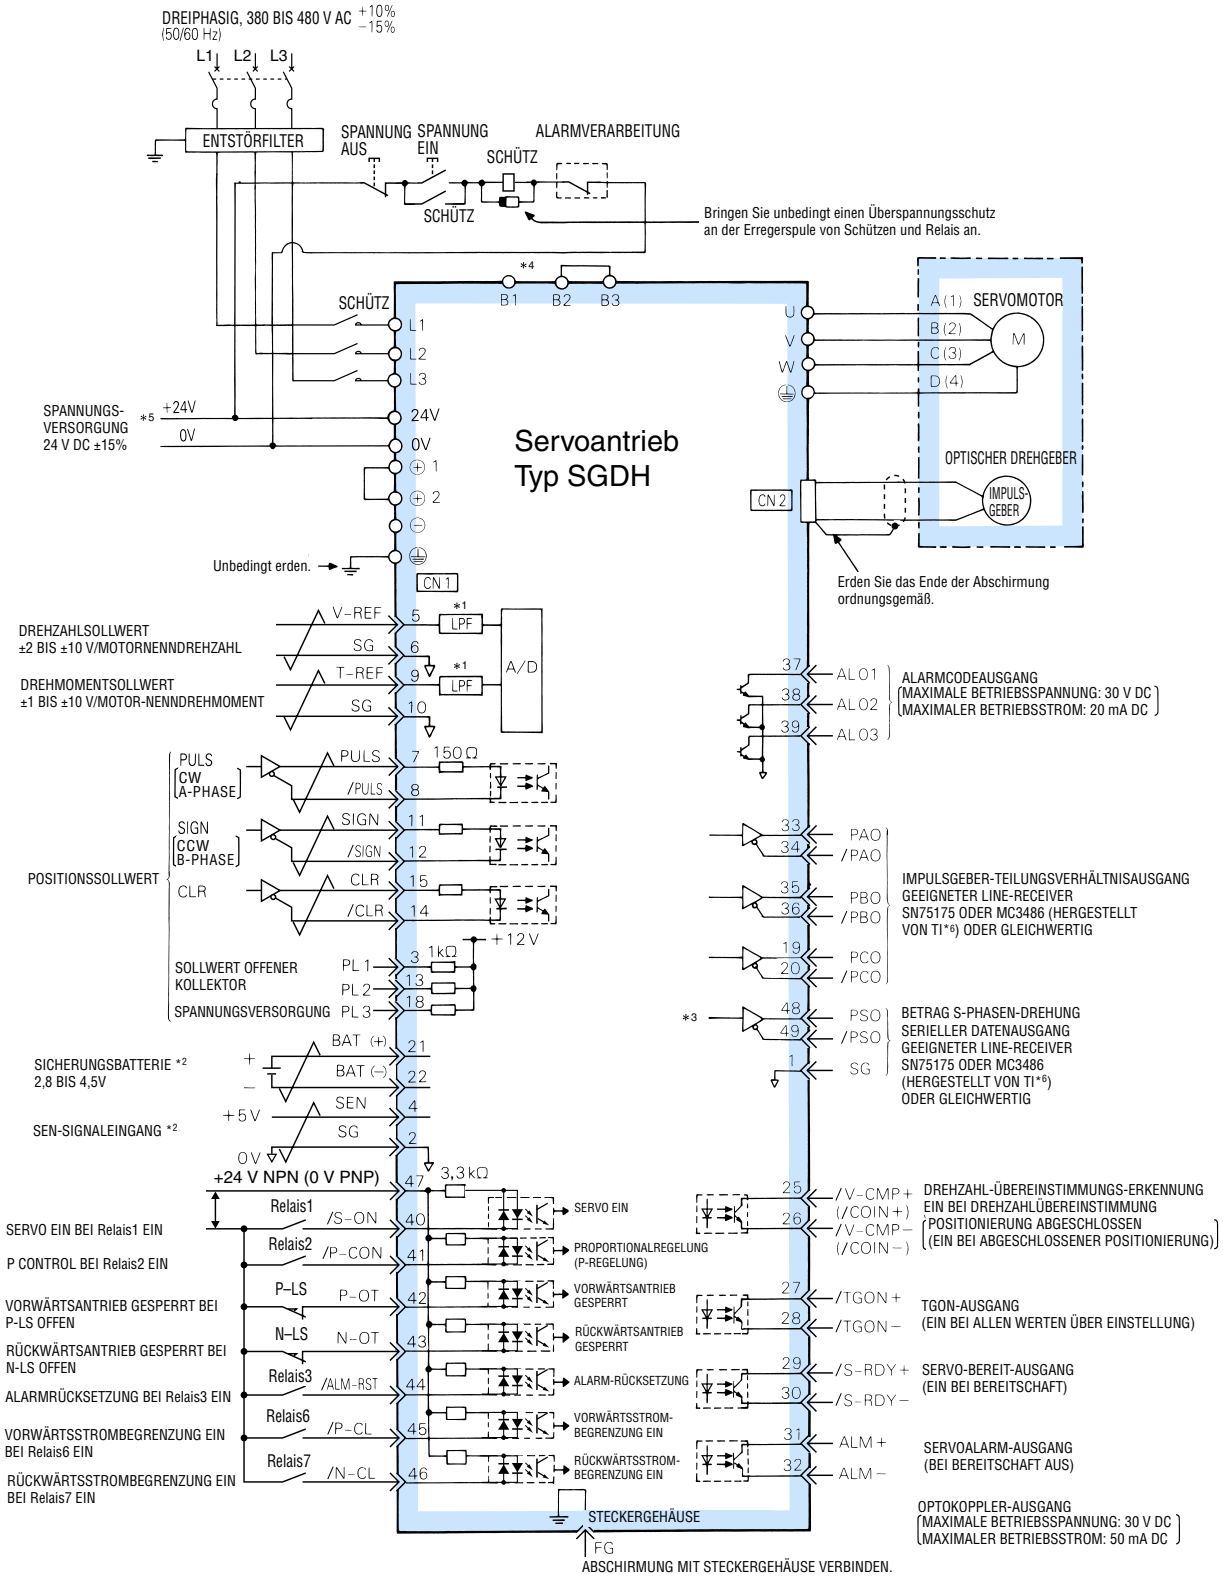 DREIPHASIG, 380 BIS 480 V AC +10% −15%
(50/60 Hz)
L1 L2 L3
ENTSTÖRFILTER
SPANNUNG AUS
SPANNUNG EIN
SCHÜTZ
ALARMVERARBEITUNG
SCHÜTZ
Bringen Sie unbedingt einen Überspannungsschutz
an der Erregerspule von Schützen und Relais an.
*4
B1 B2 B3
SCHÜTZ
L1
L2
L3
SPANNUNGS-
VERSORGUNG
24 V DC ±15%
*5 +24V
0V
24V
0V
⊕ 1
⊕ 2
⊖
Unbedingt erden.
CN 1
Servoantrieb
Typ SGDH
U
V
W
A (1)
B (2)
C (3)
D (4)
SERVOMOTOR
M
OPTISCHER DREHGEBER
CN 2
IMPULS-
GEBER
Erden Sie das Ende der Abschirmung
ordnungsgemäß.
DREHZAHLSOLLWERT
±2 BIS ±10 V/MOTORNENNDREHZAHL
V–REF 5 *1 LPF
SG 6
DREHMOMENTSOLLWERT
±1 BIS ±10 V/MOTOR-NENNDREHMOMENT
T–REF 9 *1 LPF
SG 10
A/D
POSITIONSSOLLWERT
PULS
CW
A-PHASE
PULS 7 150 Ω
/PULS 8
SIGN
CCW
B-PHASE
SIGN 11
/SIGN 12
CLR
CLR 15
/CLR 14
+12V
SOLLWERT OFFENER
KOLLEKTOR
SPANNUNGSVERSORGUNG
PL 1 3 1kΩ
PL 2 13
PL 3 18
SICHERUNGSBATTERIE *2
2,8 BIS 4,5V
+
−
BAT (+) 21
BAT (−) 22
SEN-SIGNALEINGANG *2
+5V SEN 4
0V SG 2
+24 V NPN (0 V PNP) 47 3,3 kΩ
SERVO EIN BEI Relais1 EIN
Relais1 /S-ON 40
SERVO EIN
P CONTROL BEI Relais2 EIN
Relais2 /P-CON 41
PROPORTIONALREGELUNG
(P-REGELUNG)
VORWÄRTSANTRIEB GESPERRT BEI
P-LS OFFEN
P–LS P-OT 42
VORWÄRTSANTRIEB
GESPERRT
RÜCKWÄRTSANTRIEB GESPERRT BEI
N-LS OFFEN
N–LS N-OT 43
RÜCKWÄRTSANTRIEB
GESPERRT
ALARMRÜCKSETZUNG BEI Relais3 EIN
Relais3 /ALM-RST 44
ALARM-RÜCKSETZUNG
VORWÄRTSSTROMBEGRENZUNG EIN
BEI Relais6 EIN
Relais6 /P-CL 45
VORWÄRTSSTROM-
BEGRENZUNG EIN
RÜCKWÄRTSSTROMBEGRENZUNG EIN
BEI Relais7 EIN
Relais7 /N-CL 46
RÜCKWÄRTSSTROM-
BEGRENZUNG EIN
37 ALO1
38 ALO2
39 ALO3
ALARMCODEAUSGANG
MAXIMALE BETRIEBSSPANNUNG: 30 V DC
MAXIMALER BETRIEBSSTROM: 20 mA DC
33 PAO
34 /PAO
35 PBO
36 /PBO
19 PCO
20 /PCO
IMPULSGEBER-TEILUNGSVERHÄLTNISAUSGANG
GEEIGNETER LINE-RECEIVER
SN75175 ODER MC3486 (HERGESTELLT
VON TI*6) ODER GLEICHWERTIG
*3
48 PSO
49 /PSO
1 SG
BETRAG S-PHASEN-DREHUNG
SERIELLER DATENAUSGANG
GEEIGNETER LINE-RECEIVER
SN75175 ODER MC3486
(HERGESTELLT VON TI*6)
ODER GLEICHWERTIG
25 /V-CMP+
(/COIN+)
26 /V-CMP−
(/COIN−)
DREHZAHL-ÜBEREINSTIMMUNGS-ERKENNUNG
EIN BEI DREHZAHLÜBEREINSTIMMUNG
POSITIONIERUNG ABGESCHLOSSEN
(EIN BEI ABGESCHLOSSENER POSITIONIERUNG)
27 /TGON+
28 /TGON−
TGON-AUSGANG
(EIN BEI ALLEN WERTEN ÜBER EINSTELLUNG)
29 /S-RDY+
30 /S-RDY−
SERVO-BEREIT-AUSGANG
(EIN BEI BEREITSCHAFT)
31 ALM+
32 ALM−
SERVOALARM-AUSGANG
(BEI BEREITSCHAFT AUS)
OPTOKOPPLER-AUSGANG
MAXIMALE BETRIEBSSPANNUNG: 30 V DC
MAXIMALER BETRIEBSSTROM: 50 mA DC
STECKERGEHÄUSE
FG
ABSCHIRMUNG MIT STECKERGEHÄUSE VERBINDEN.